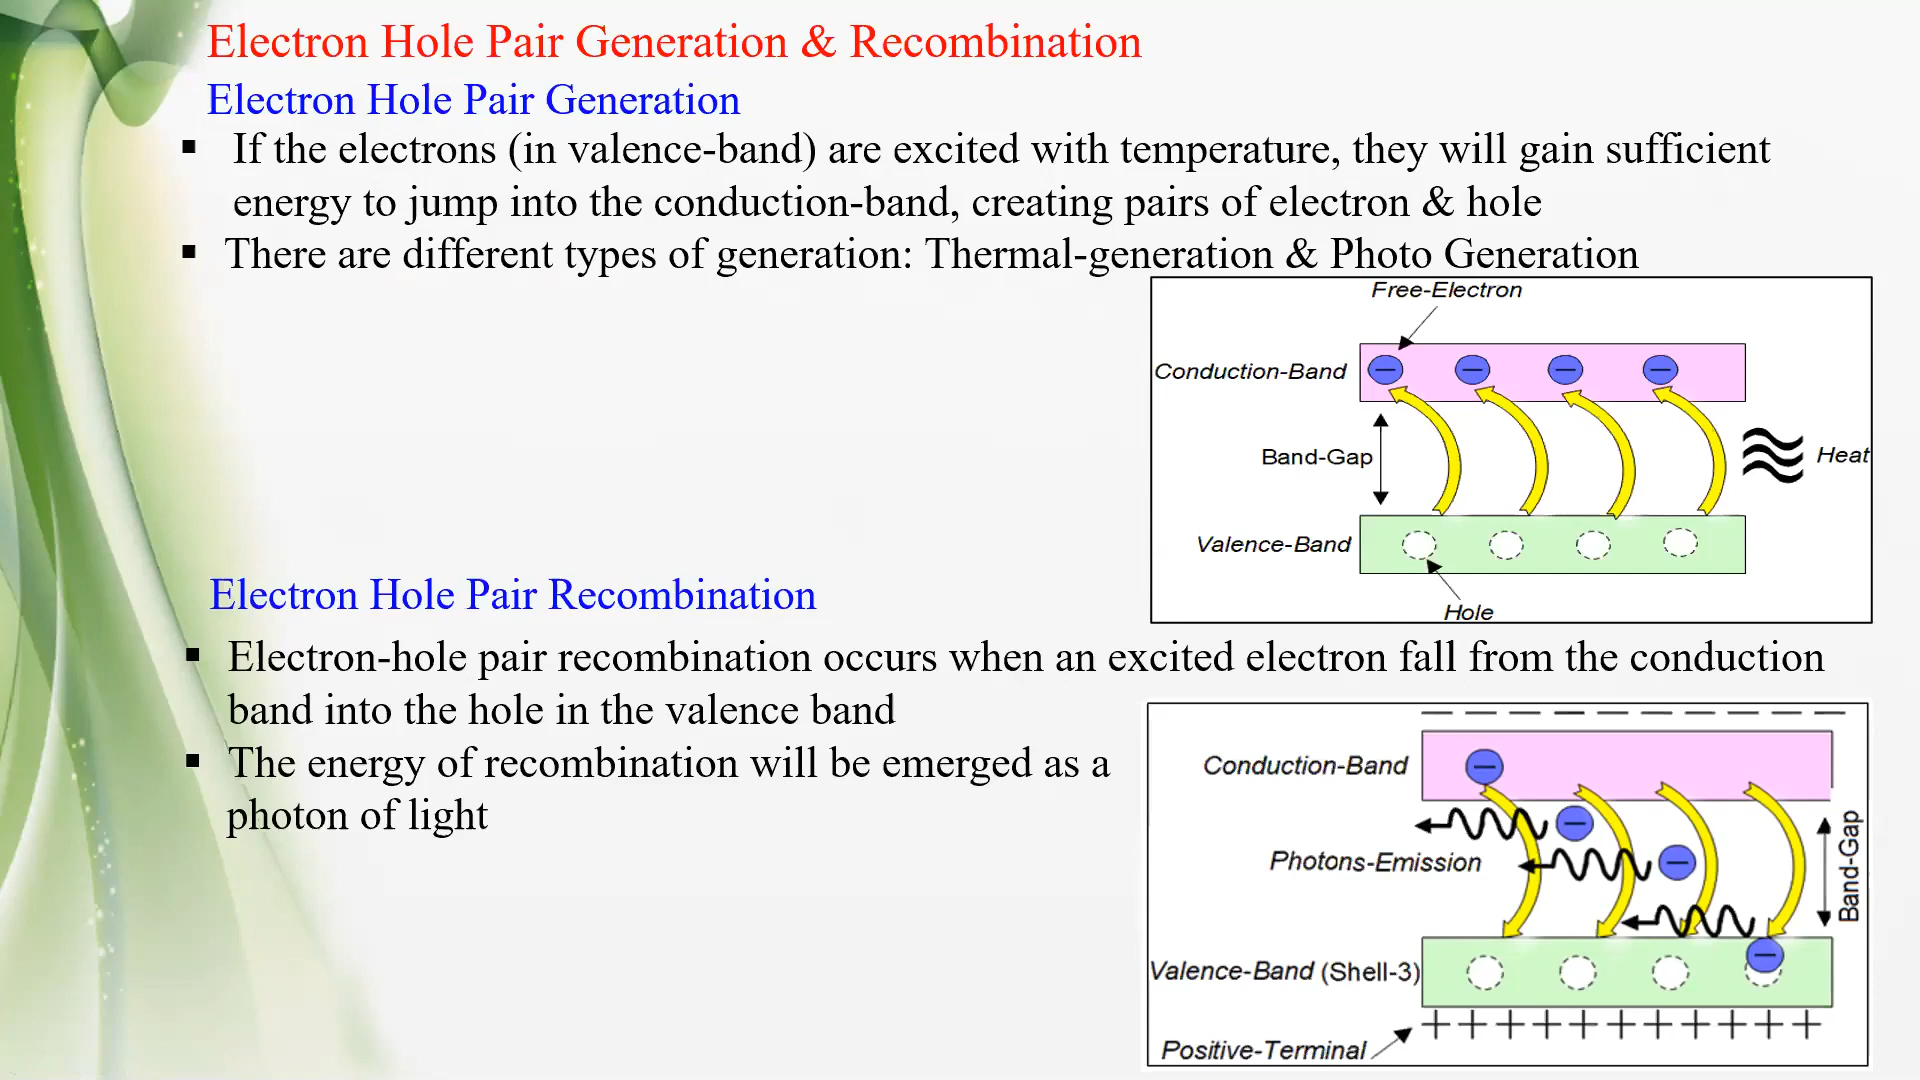 Electron Hole Pair Generation & Recombination
Electron Hole Pair Generation
▪ If the electrons (in valence-band) are excited with temperature, they will gain sufficient
energy to jump into the conduction-band, creating pairs of electron & hole
▪ There are different types of generation: Thermal-generation & Photo Generation
Free-Electron
Conduction-Band
Band-Gap
Heat
Valence-Band
Hole
Electron Hole Pair Recombination
▪ Electron-hole pair recombination occurs when an excited electron fall from the conduction
band into the hole in the valence band
▪ The energy of recombination will be emerged as a
photon of light
Conduction-Band
Photons-Emission
Band-Gap
Valence-Band (Shell-3)
Positive-Terminal